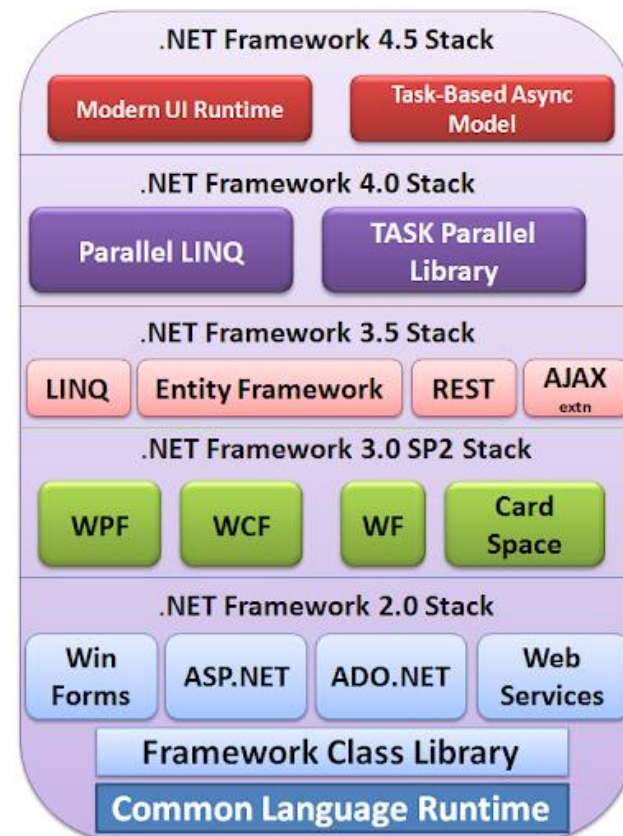 .NET Framework 4.5 Stack
Modern UI Runtime
Task-Based Async
Model
.NET Framework 4.0 Stack
Parallel LINQ
TASK Parallel
Library
.NET Framework 3.5 Stack
LINQ
Entity Framework
REST
AJAX
extn
.NET Framework 3.0 SP2 Stack
WPF
WCF
WF
Card
Space
.NET Framework 2.0 Stack
Win
Forms
ASP.NET
ADO.NET
Web
Services
Framework Class Library
Common Language Runtime